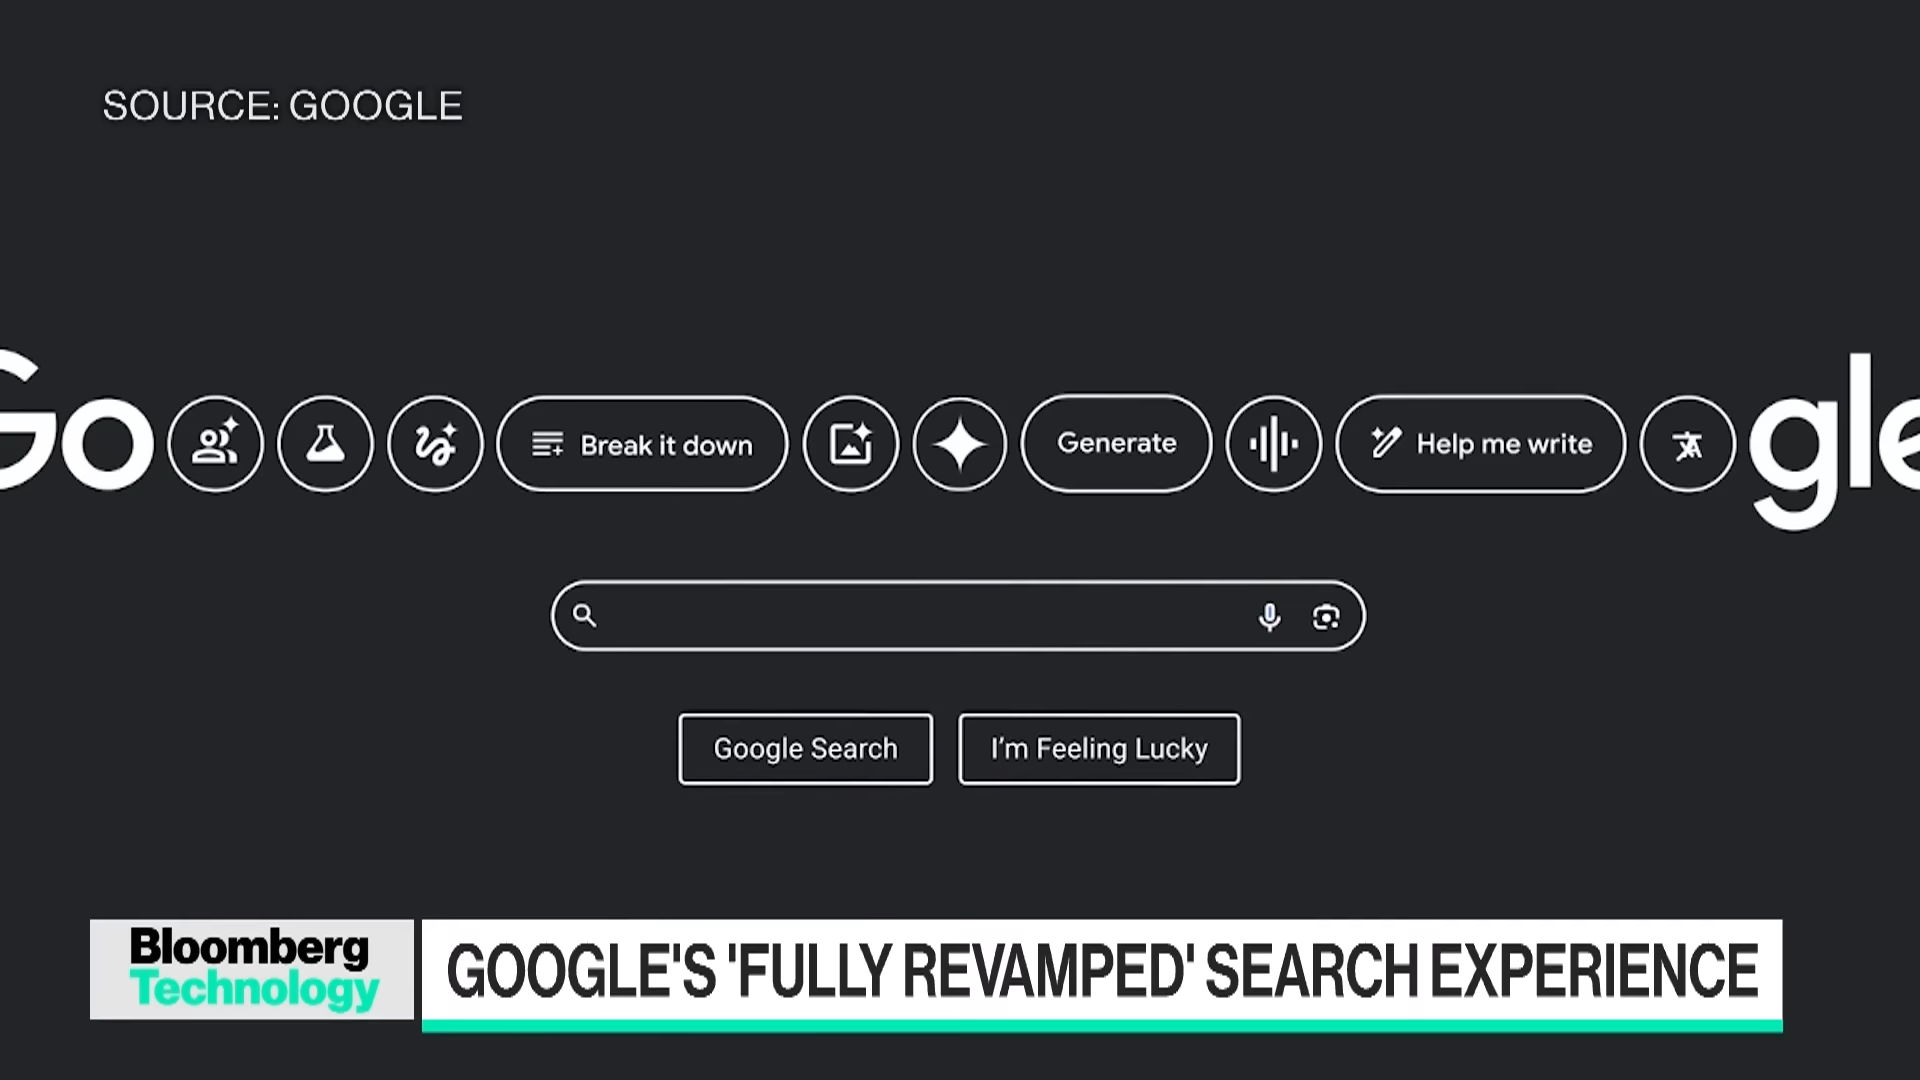 SOURCE: GOOGLE
Go Break it down Generate Help me write gle
Google Search I'm Feeling Lucky
Bloomberg
Technology
GOOGLE'S 'FULLY REVAMPED' SEARCH EXPERIENCE